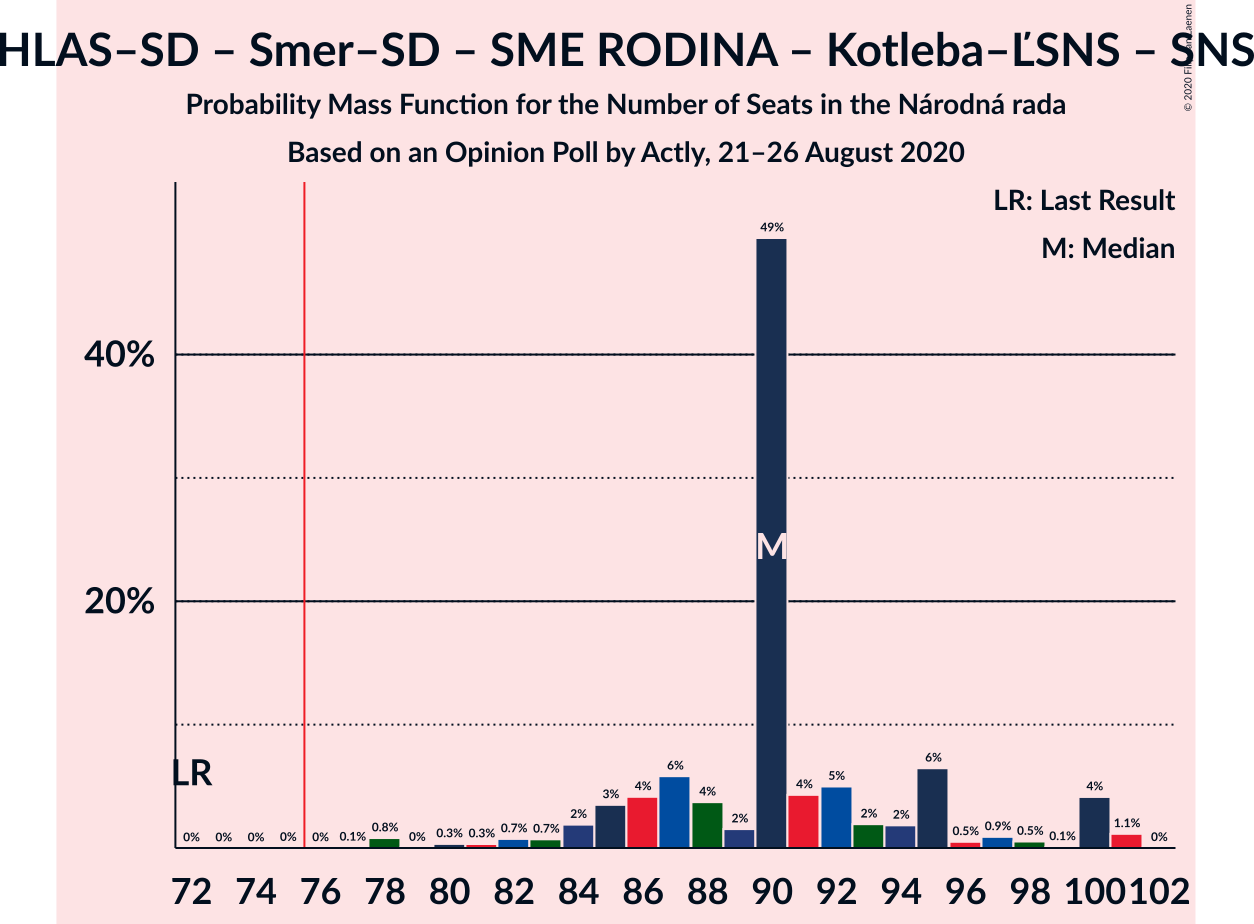 HLAS–SD – Smer–SD – SME RODINA – Kotleba–ĽSNS – SNS
Probability Mass Function for the Number of Seats in the Národná rada
Based on an Opinion Poll by Actly, 21–26 August 2020
© 2020
LR: Last Result
M: Median
49%
40%
M
20%
LR
0% 0% 0% 0% 0% 0.1% 0.8% 0% 0.3% 0.3% 0.7% 0.7% 2% 3% 4% 6% 4% 2% 4% 5% 2% 2% 6% 0.5% 0.9% 0.5% 0.1% 4% 1.1% 0%
72 74 76 78 80 82 84 86 88 90 92 94 96 98 100 102